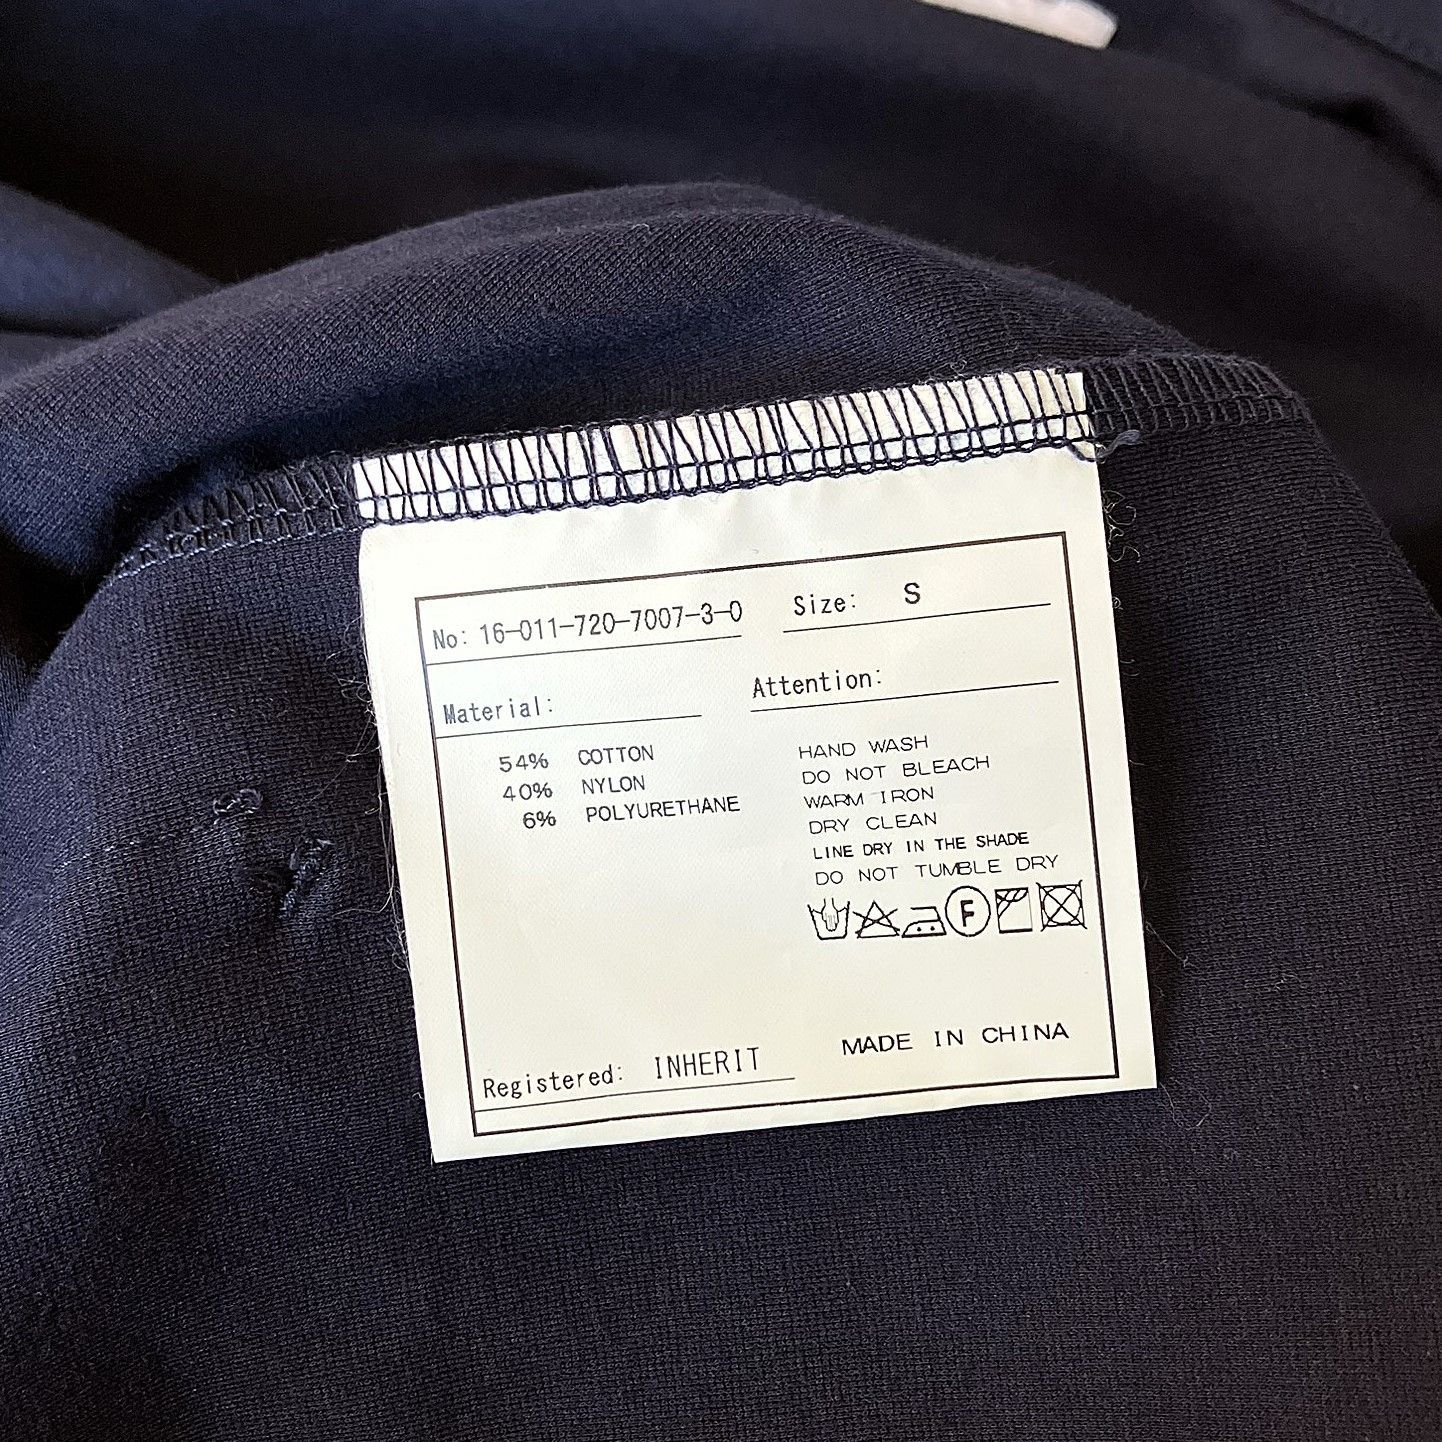 No: 16-011-720-7007-3-0 Size: S
Material: Attention:
54% COTTON
40% NYLON
6% POLYURETHANE
HAND WASH
DO NOT BLEACH
WARM IRON
DRY CLEAN
LINE DRY IN THE SHADE
DO NOT TUMBLE DRY
F
Registered: INHERIT
MADE IN CHINA